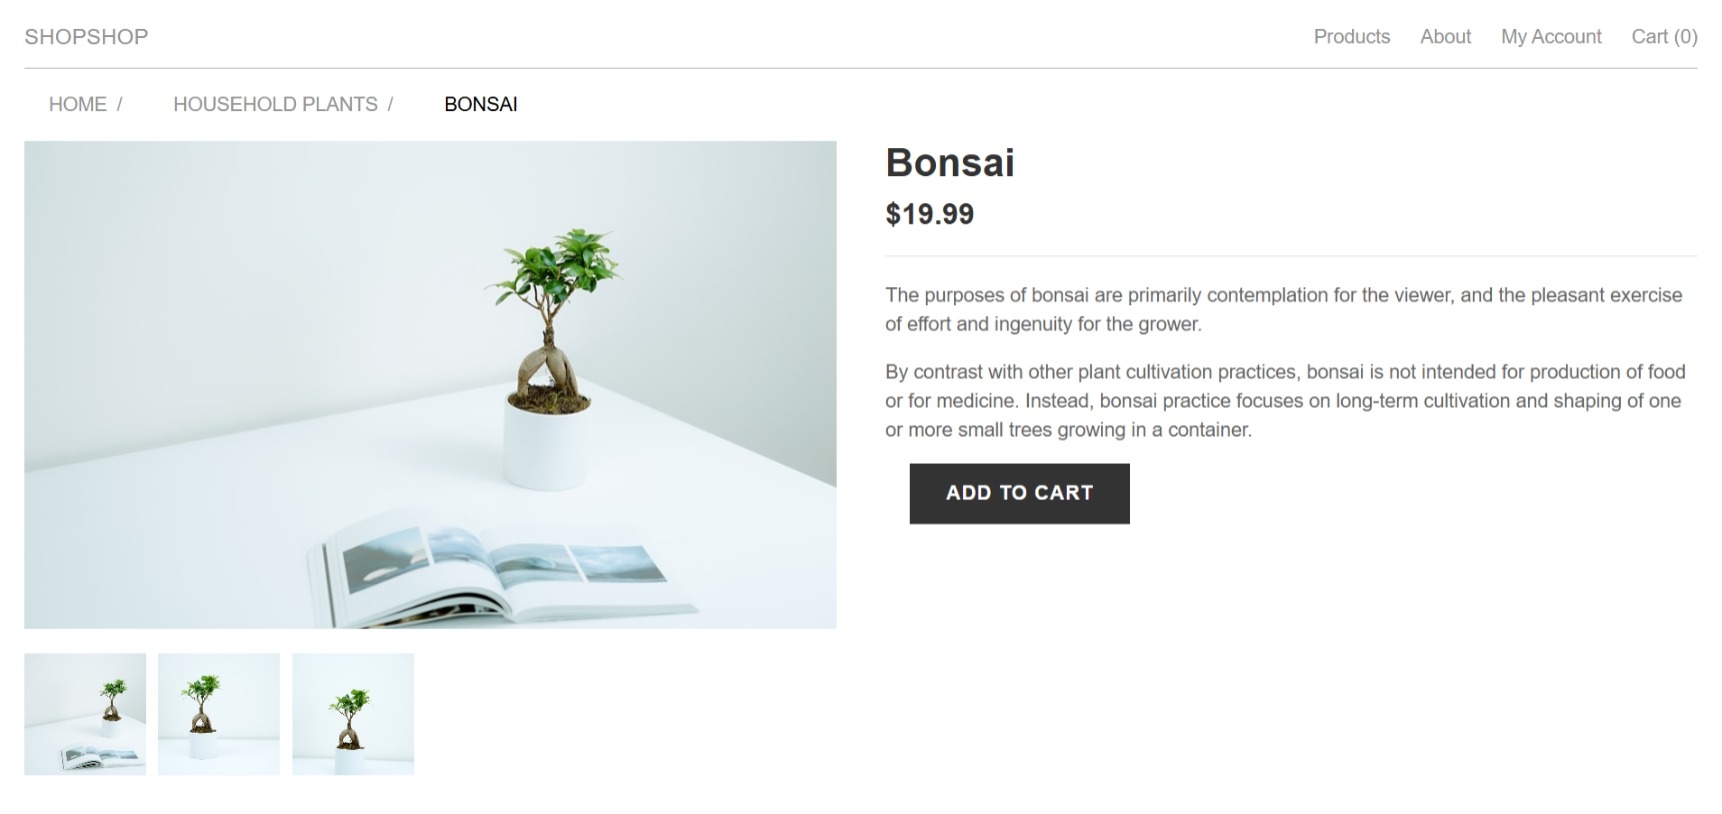 SHOPSHOP
Products About My Account Cart (0)
HOME / HOUSEHOLD PLANTS / BONSAI
Bonsai
$19.99
The purposes of bonsai are primarily contemplation for the viewer, and the pleasant exercise
of effort and ingenuity for the grower.
By contrast with other plant cultivation practices, bonsai is not intended for production of food
or for medicine. Instead, bonsai practice focuses on long-term cultivation and shaping of one
or more small trees growing in a container.
ADD TO CART